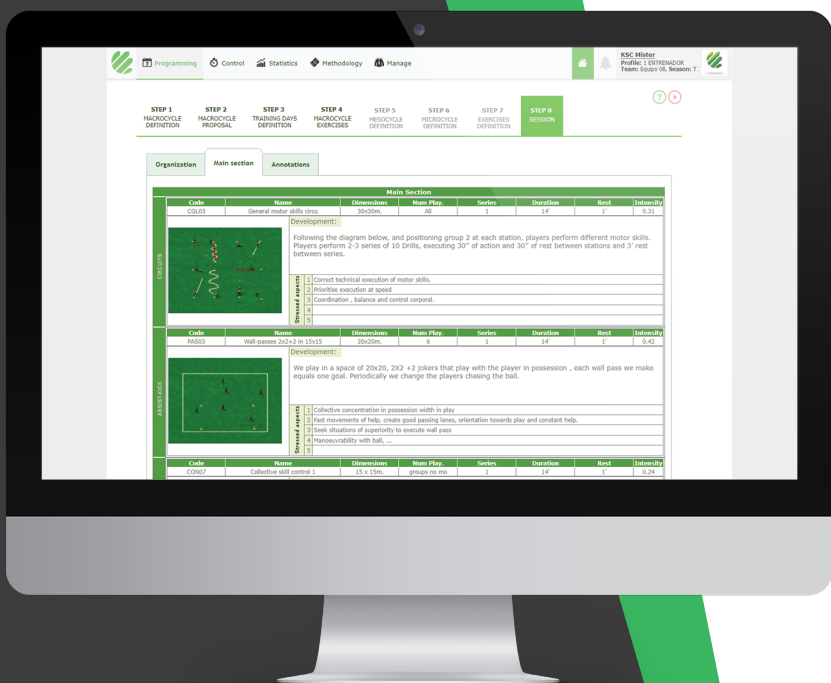 Programming Control Statistics Methodology Manage
KSC Mister
Profile: 1 ENTRENADOR
Team: Equipo 08, Season: T
STEP 1 STEP 2 STEP 3 STEP 4 STEP 5 STEP 6 STEP 7 STEP 8
MACROCYCLE MACROCYCLE TRAINING DAYS MACROCYCLE MESOCYCLE MICROCYCLE EXERCISES SESSION
DEFINITION PROPOSAL DEFINITION EXERCISES DEFINITION DEFINITION DEFINITION
Organization Main section Annotations
Main Section
Code Name Dimensions Num Play. Series Duration Rest Intensity
CGL03 General motor skills circu 30x20m. All 1 14' 1' 0.31
CIRCUITS
Development:
Following the diagram below, and positioning group 2 at each station, players perform different motor skills.
Players perform 2-3 series of 10 Drills, executing 30'' of action and 30'' of rest between stations and 3' rest
between series.
Stressed aspects
1 Correct technical execution of motor skills.
2 Prioritise execution at speed
3 Coordination , balance and control corporal.
4
5
Code Name Dimensions Num Play. Series Duration Rest Intensity
PAS03 Wall-passes 2x2+2 in 15x15 20x20m. 6 1 14' 1' 0.42
ASSIST-KICK
Development:
We play in a space of 20x20, 2X2 +2 jokers that play with the player in possession , each wall pass we make
equals one goal. Periodically we change the players chasing the ball.
Stressed aspects
1 Collective concentration in possession width in play
2 Fast movements of help, create good passing lanes, orientation towards play and constant help.
3 Seek situations of superiority to execute wall pass
4 Manoeuvrability with ball, ...
5
Code Name Dimensions Num Play. Series Duration Rest Intensity
CON07 Collective skill control 1 15 x 15m. groups no mo 1 14' 1' 0.24